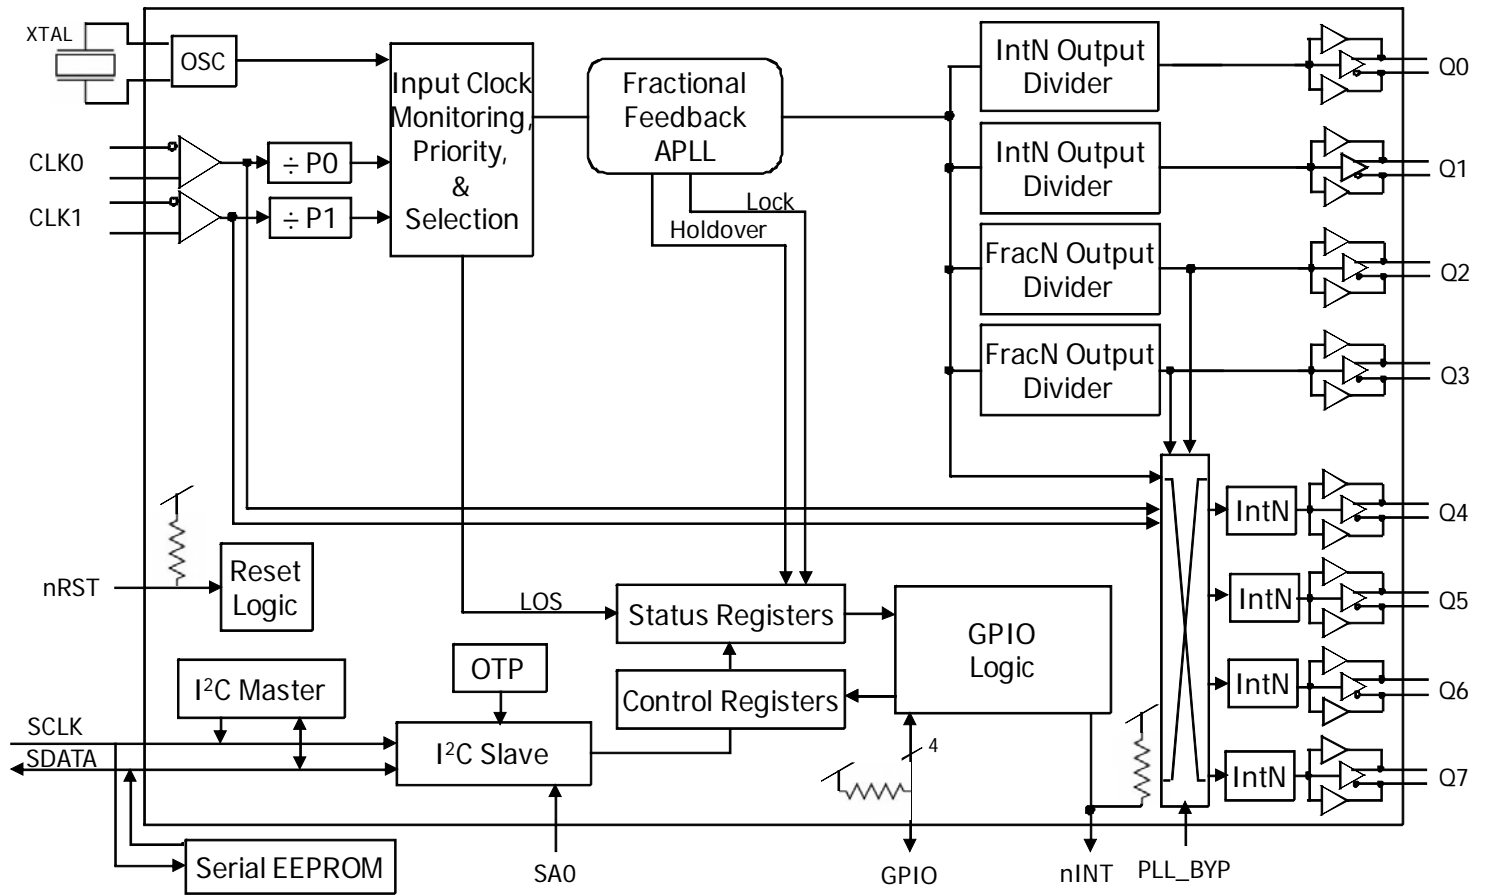 XTAL
OSC
CLK0
CLK1
÷ P0
÷ P1
Input Clock
Monitoring,
Priority,
&
Selection
Fractional
Feedback
APLL
Lock
Holdover
IntN Output
Divider
IntN Output
Divider
FracN Output
Divider
FracN Output
Divider
Q0
Q1
Q2
Q3
IntN
Q4
IntN
Q5
IntN
Q6
IntN
Q7
nRST
Reset
Logic
LOS
Status Registers
GPIO
Logic
OTP
Control Registers
I²C Master
SCLK
SDATA
I²C Slave
4
Serial EEPROM
SA0
GPIO
nINT
PLL_BYP